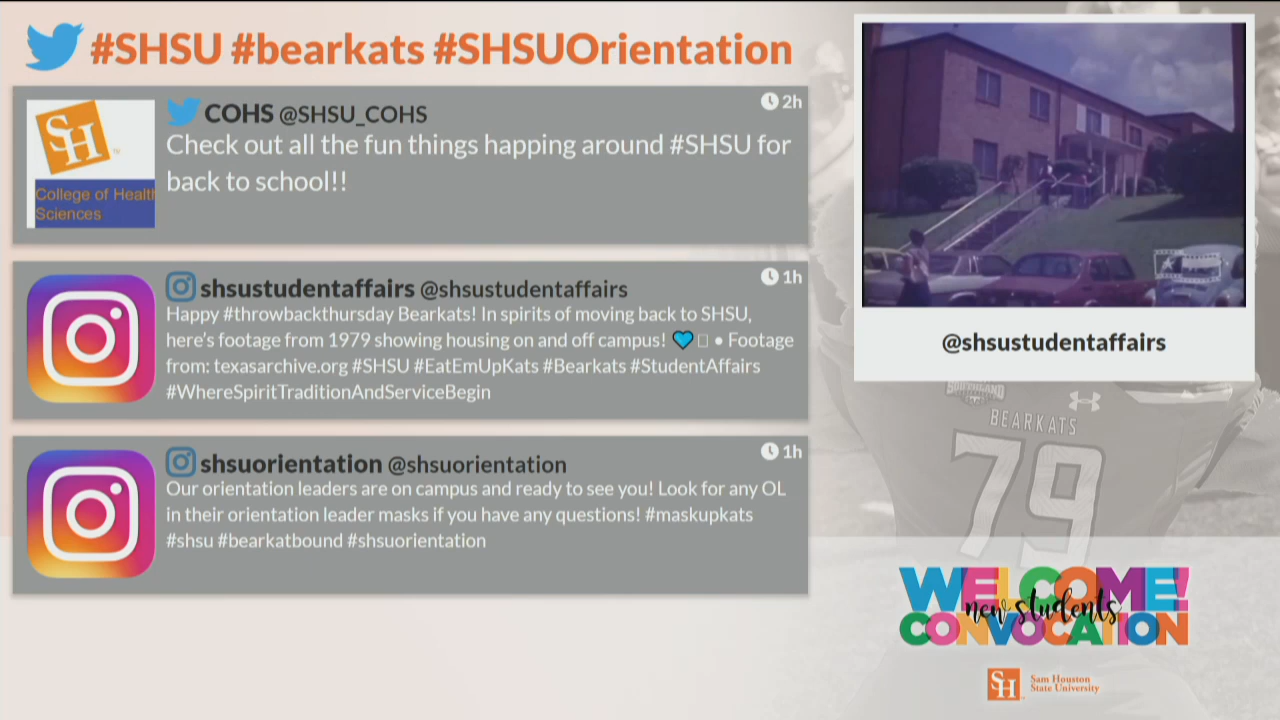 #SHSU #bearkats #SHSUOrientation
COHS @SHSU_COHS
2h
Check out all the fun things happing around #SHSU for
back to school!!
SH
College of Health
Sciences
shsustudentaffairs @shsustudentaffairs
1h
Happy #throwbackthursday Bearkats! In spirits of moving back to SHSU,
here's footage from 1979 showing housing on and off campus! 💙 • Footage
from: texasarchive.org #SHSU #EatEmUpKats #Bearkats #StudentAffairs
#WhereSpiritTraditionAndServiceBegin
shsuorientation @shsuorientation
1h
Our orientation leaders are on campus and ready to see you! Look for any OL
in their orientation leader masks if you have any questions! #maskupkats
#shsu #bearkatbound #shsuorientation
@shsustudentaffairs
SOUTHLAND
BEARKATS
79
WELCOME!
new students
CONVOCATION
SH
Sam Houston
State University